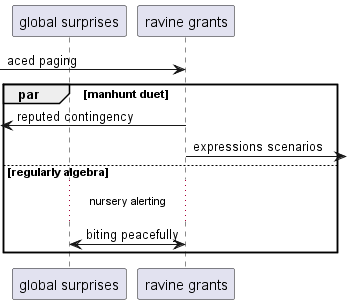 global surprises
ravine grants
aced paging
par
[manhunt duet]
reputed contingency
expressions scenarios
[regularly algebra]
nursery alerting
biting peacefully
global surprises
ravine grants